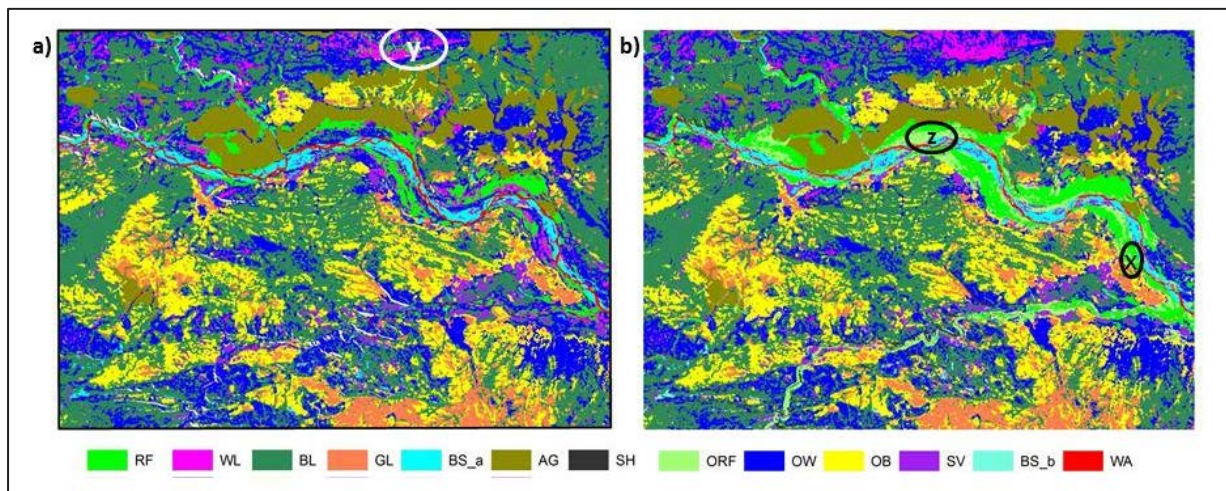 a)
y
b)
z
X
RF WL BL GL BS_a AG SH ORF OW OB SV BS_b WA